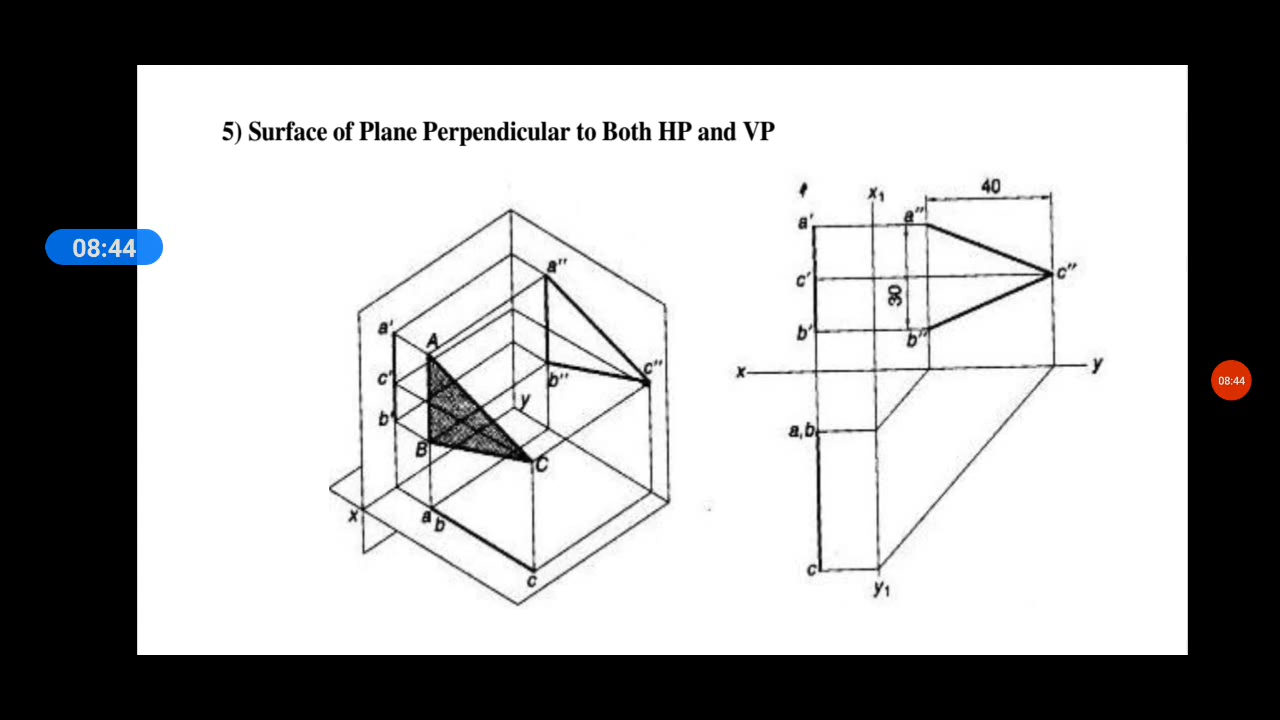 5) Surface of Plane Perpendicular to Both HP and VP
08:44
a'
c'
b'
A
B
C
a"
b"
c"
x
y
a
b
c
x₁
40
a'
a"
c'
c"
30
b'
b"
x
y
a,b
c
y₁
08:44